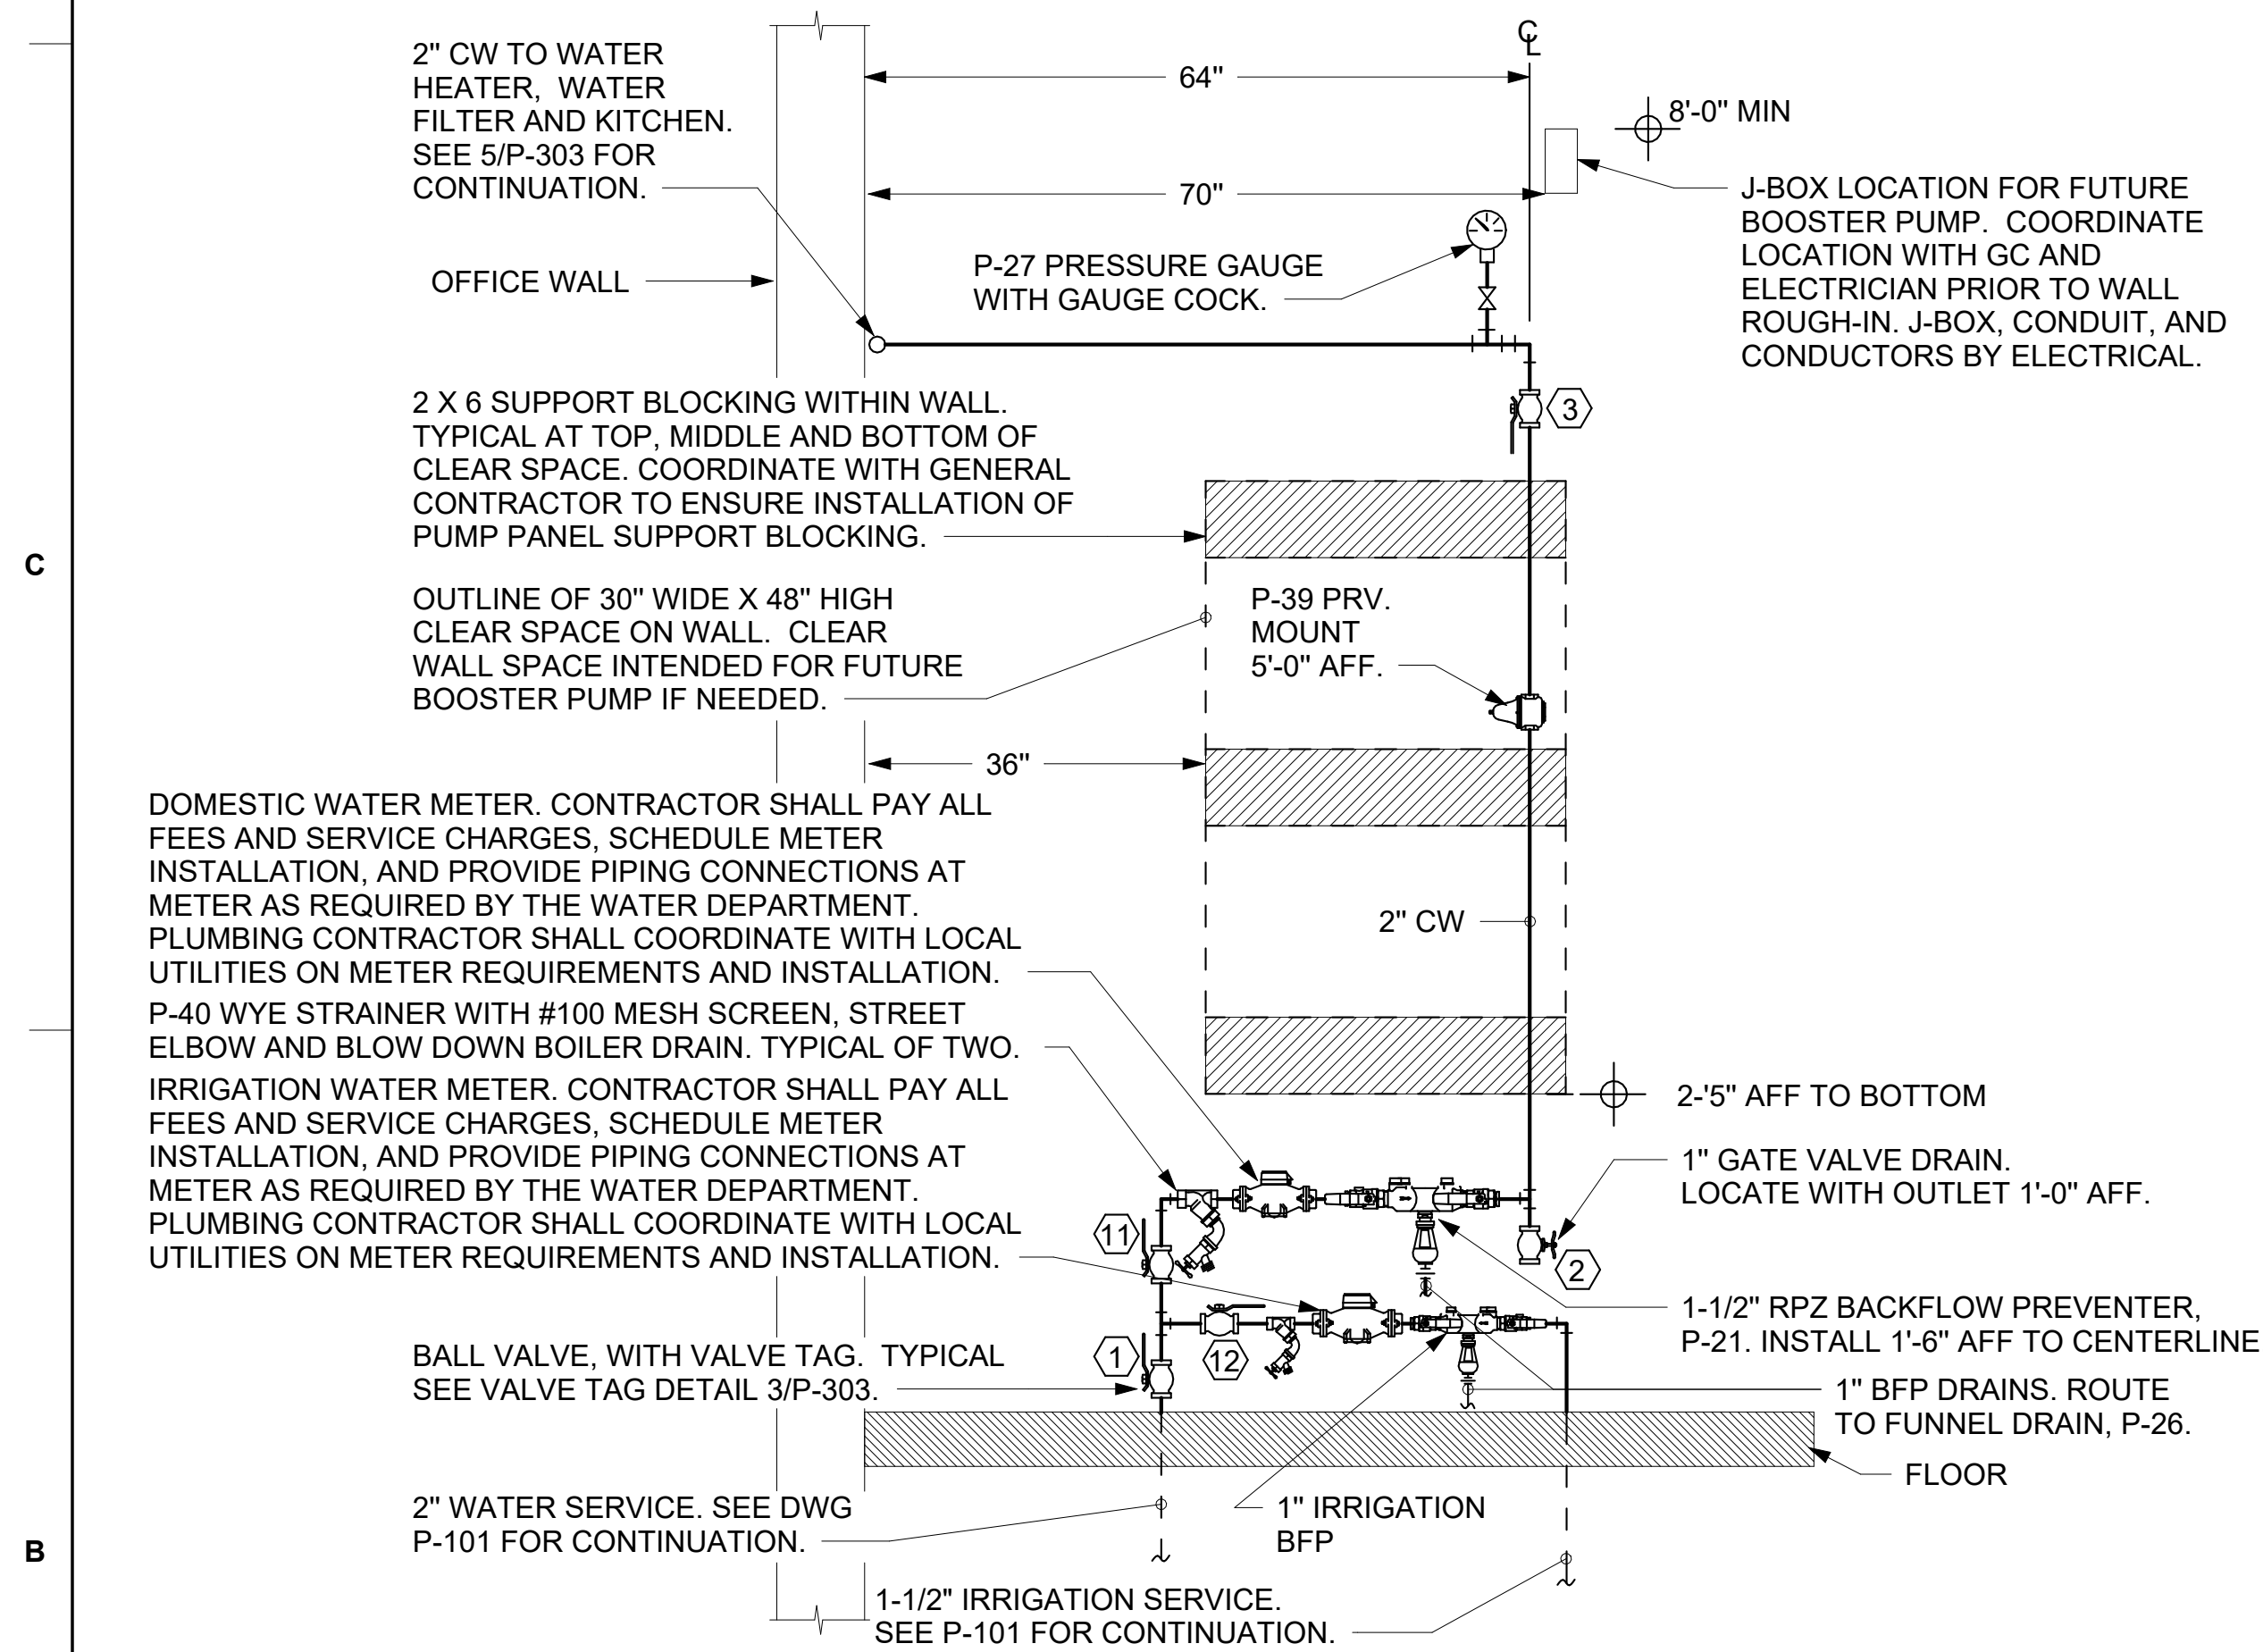 ℄
2" CW TO WATER
HEATER, WATER
FILTER AND KITCHEN.
SEE 5/P-303 FOR
CONTINUATION.
64"
8'-0" MIN
70"
J-BOX LOCATION FOR FUTURE
BOOSTER PUMP. COORDINATE
LOCATION WITH GC AND
ELECTRICIAN PRIOR TO WALL
ROUGH-IN. J-BOX, CONDUIT, AND
CONDUCTORS BY ELECTRICAL.
OFFICE WALL
P-27 PRESSURE GAUGE
WITH GAUGE COCK.
2 X 6 SUPPORT BLOCKING WITHIN WALL.
TYPICAL AT TOP, MIDDLE AND BOTTOM OF
CLEAR SPACE. COORDINATE WITH GENERAL
CONTRACTOR TO ENSURE INSTALLATION OF
PUMP PANEL SUPPORT BLOCKING.
3
C
OUTLINE OF 30" WIDE X 48" HIGH
CLEAR SPACE ON WALL. CLEAR
WALL SPACE INTENDED FOR FUTURE
BOOSTER PUMP IF NEEDED.
P-39 PRV.
MOUNT
5'-0" AFF.
36"
DOMESTIC WATER METER. CONTRACTOR SHALL PAY ALL
FEES AND SERVICE CHARGES, SCHEDULE METER
INSTALLATION, AND PROVIDE PIPING CONNECTIONS AT
METER AS REQUIRED BY THE WATER DEPARTMENT.
PLUMBING CONTRACTOR SHALL COORDINATE WITH LOCAL
UTILITIES ON METER REQUIREMENTS AND INSTALLATION.
2" CW
P-40 WYE STRAINER WITH #100 MESH SCREEN, STREET
ELBOW AND BLOW DOWN BOILER DRAIN. TYPICAL OF TWO.
IRRIGATION WATER METER. CONTRACTOR SHALL PAY ALL
FEES AND SERVICE CHARGES, SCHEDULE METER
INSTALLATION, AND PROVIDE PIPING CONNECTIONS AT
METER AS REQUIRED BY THE WATER DEPARTMENT.
PLUMBING CONTRACTOR SHALL COORDINATE WITH LOCAL
UTILITIES ON METER REQUIREMENTS AND INSTALLATION.
2-'5" AFF TO BOTTOM
1" GATE VALVE DRAIN.
LOCATE WITH OUTLET 1'-0" AFF.
11
2
1-1/2" RPZ BACKFLOW PREVENTER,
P-21. INSTALL 1'-6" AFF TO CENTERLINE
BALL VALVE, WITH VALVE TAG. TYPICAL
SEE VALVE TAG DETAIL 3/P-303.
1
12
1" BFP DRAINS. ROUTE
TO FUNNEL DRAIN, P-26.
FLOOR
2" WATER SERVICE. SEE DWG
P-101 FOR CONTINUATION.
1" IRRIGATION
BFP
B
1-1/2" IRRIGATION SERVICE.
SEE P-101 FOR CONTINUATION.